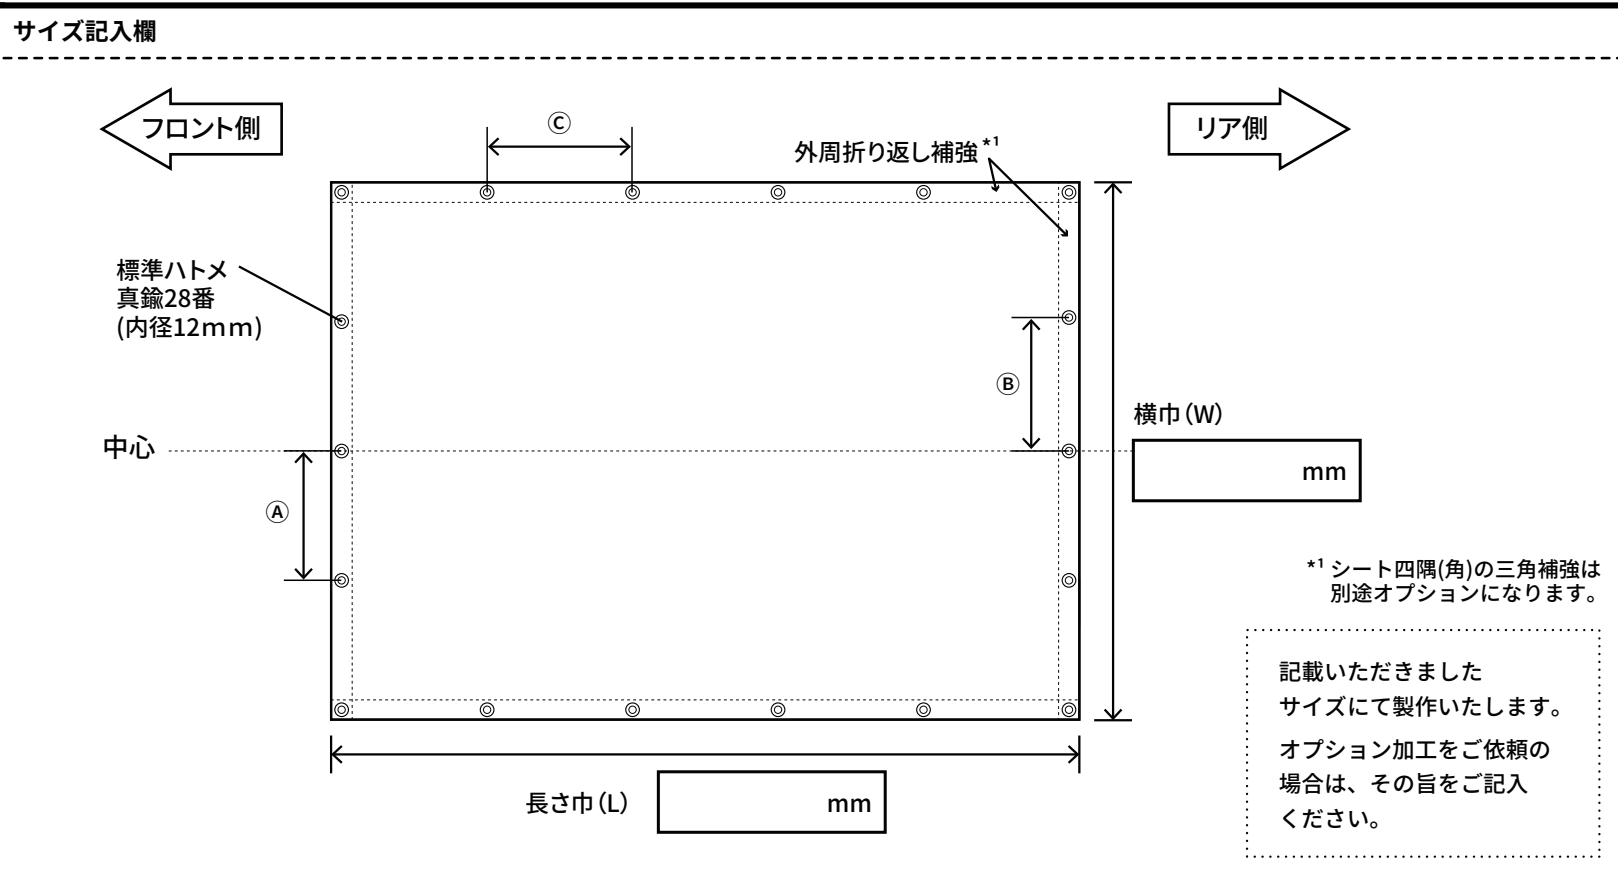 サイズ記入欄
フロント側
Ⓒ
外周折り返し補強*¹
リア側
標準ハトメ
真鍮28番
(内径12mm)
Ⓑ
横巾(W)
中心
mm
Ⓐ
*¹ シート四隅(角)の三角補強は
別途オプションになります。
記載いただきました
サイズにて製作いたします。
オプション加工をご依頼の
場合は、その旨をご記入
ください。
長さ巾(L)
mm